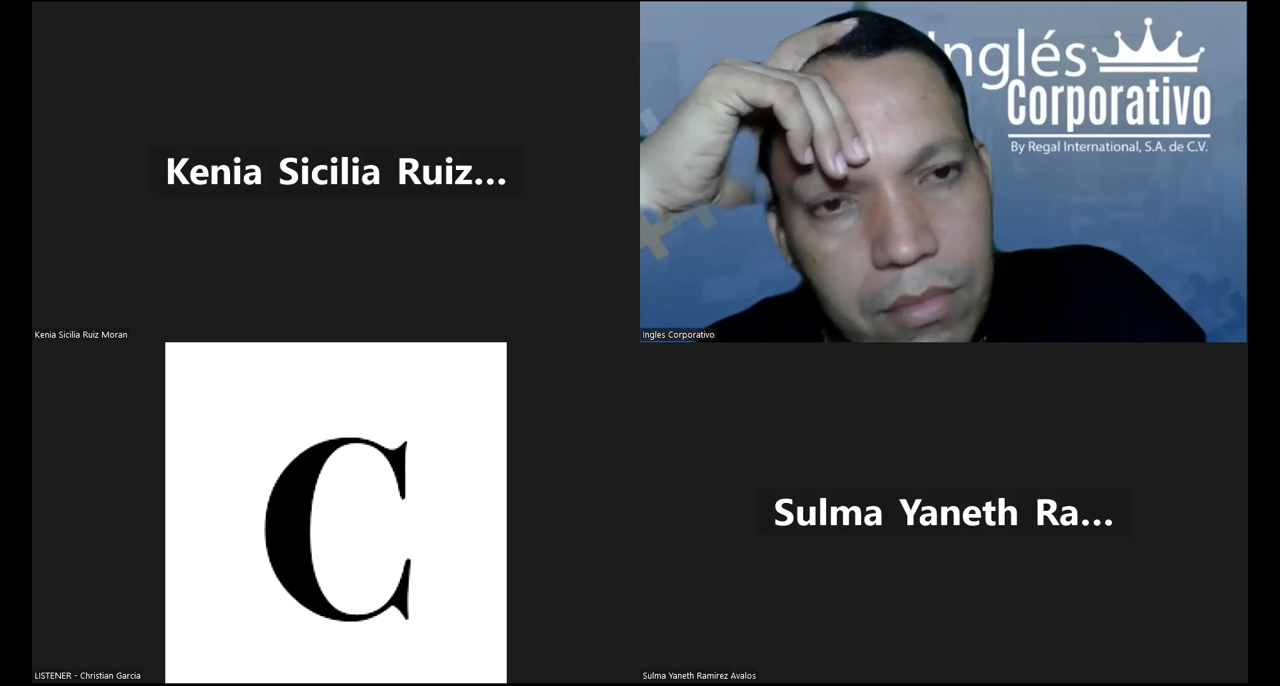 Kenia Sicilia Ruiz...
Kenia Sicilia Ruiz Moran
Inglés
Corporativo
By Regal International, S.A. de C.V.
Ingles Corporativo
C
LISTENER - Christian Garcia
Sulma Yaneth Ra...
Sulma Yaneth Ramirez Avalos